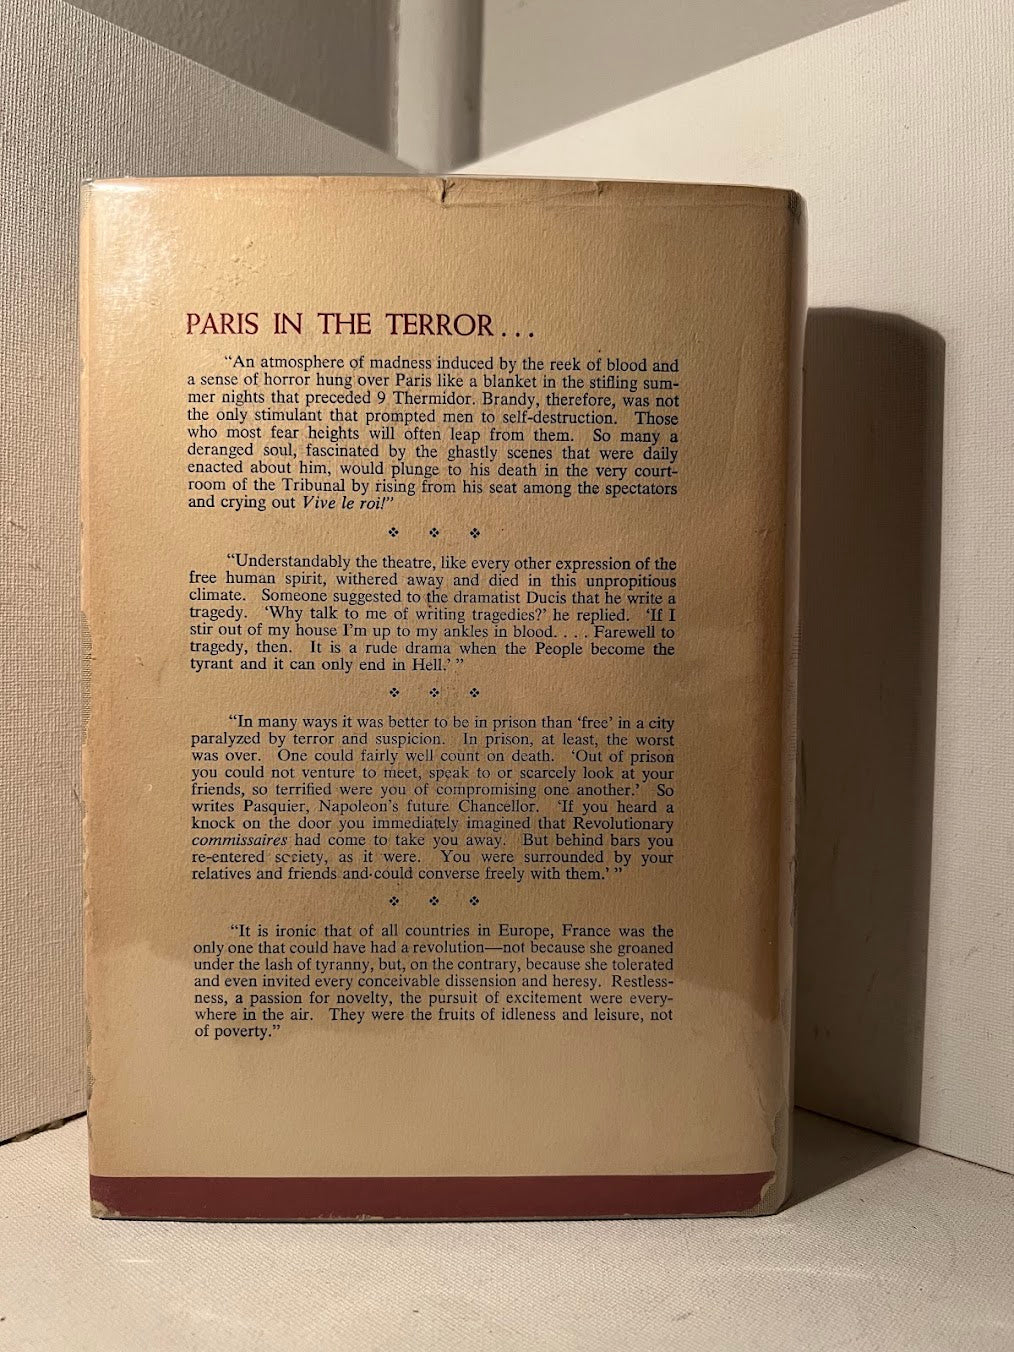 PARIS IN THE TERROR...
“An atmosphere of madness induced by the reek of blood and
a sense of horror hung over Paris like a blanket in the stifling sum-
mer nights that preceded 9 Thermidor. Brandy, therefore, was not
the only stimulant that prompted men to self-destruction. Those
who most fear heights will often leap from them. So many a
deranged soul, fascinated by the ghastly scenes that were daily
enacted about him, would plunge to his death in the very court-
room of the Tribunal by rising from his seat among the spectators
and crying out Vive le roi!”
“Understandably the theatre, like every other expression of the
free human spirit, withered away and died in this unpropitious
climate. Someone suggested to the dramatist Ducis that he write a
tragedy. ‘Why talk to me of writing tragedies?’ he replied. ‘If I
stir out of my house I’m up to my ankles in blood. . . . Farewell to
tragedy, then. It is a rude drama when the People become the
tyrant and it can only end in Hell.’ ”
“In many ways it was better to be in prison than ‘free’ in a city
paralyzed by terror and suspicion. In prison, at least, the worst
was over. One could fairly well count on death. ‘Out of prison
you could not venture to meet, speak to or scarcely look at your
friends, so terrified were you of compromising one another.’ So
writes Pasquier, Napoleon’s future Chancellor. ‘If you heard a
knock on the door you immediately imagined that Revolutionary
commissaires had come to take you away. But behind bars you
re-entered society, as it were. You were surrounded by your
relatives and friends and could converse freely with them.’ ”
“It is ironic that of all countries in Europe, France was the
only one that could have had a revolution—not because she groaned
under the lash of tyranny, but, on the contrary, because she tolerated
and even invited every conceivable dissension and heresy. Restless-
ness, a passion for novelty, the pursuit of excitement were every-
where in the air. They were the fruits of idleness and leisure, not
of poverty.”